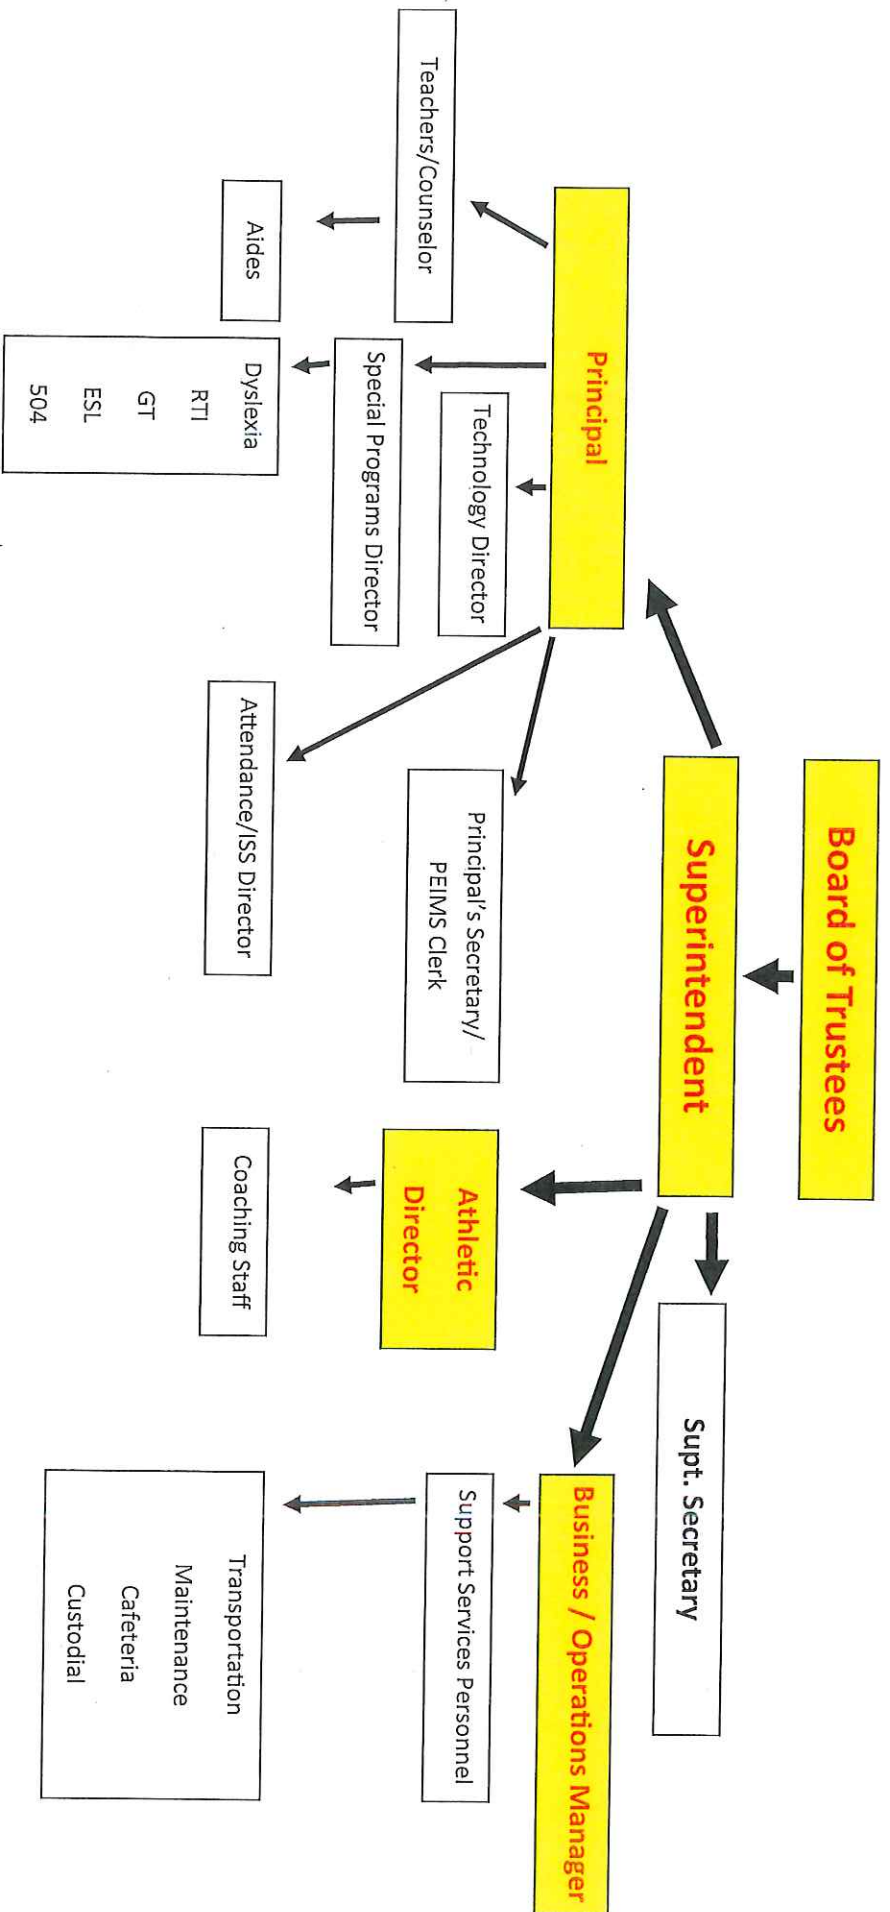 Board of Trustees
Superintendent
Supt. Secretary
Principal
Athletic
Director
Business / Operations Manager
Teachers/Counselor
Technology Director
Special Programs Director
Principal's Secretary/
PEIMS Clerk
Support Services Personnel
Aides
Dyslexia
RTI
GT
ESL
504
Attendance/ISS Director
Coaching Staff
Transportation
Maintenance
Cafeteria
Custodial